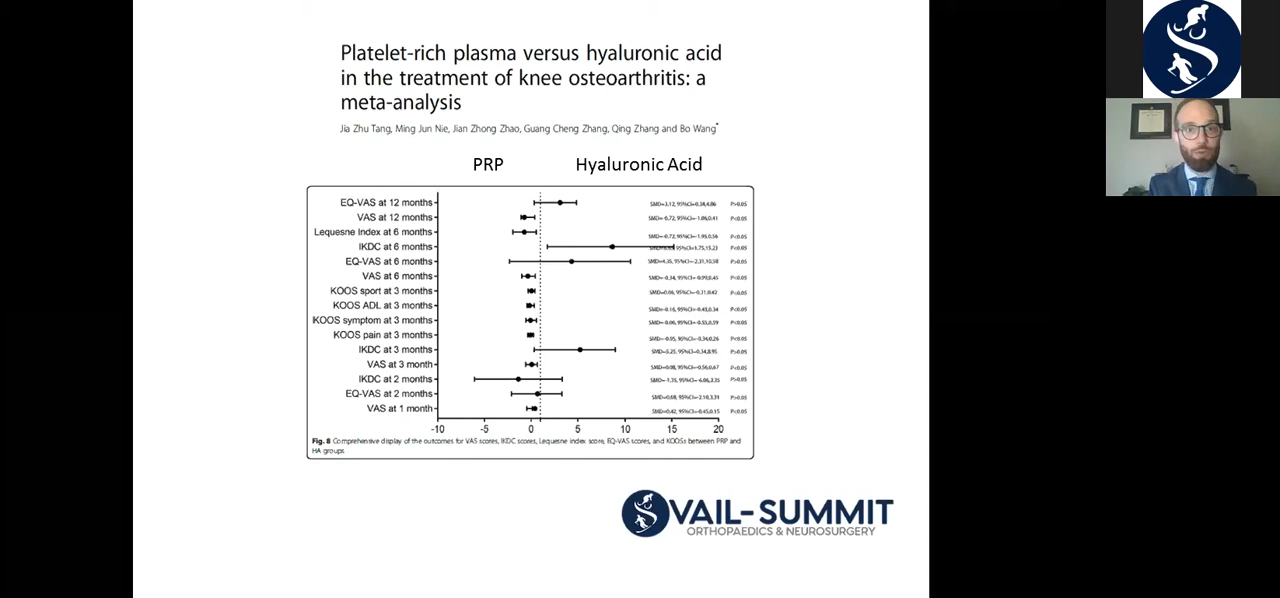 Platelet-rich plasma versus hyaluronic acid
in the treatment of knee osteoarthritis: a
meta-analysis
Jia Zhu Tang, Ming Jun Nie, Jian Zhong Zhao, Guang Cheng Zhang, Qing Zhang and Bo Wang*
PRP Hyaluronic Acid
EQ-VAS at 12 months P>0.05
VAS at 12 months P<0.05
Lequesne Index at 6 months P<0.05
IKDC at 6 months P<0.05
EQ-VAS at 6 months P>0.05
VAS at 6 months P<0.05
KOOS sport at 3 months P<0.05
KOOS ADL at 3 months P<0.05
KOOS symptom at 3 months P<0.05
KOOS pain at 3 months P<0.05
IKDC at 3 months P>0.05
VAS at 3 month P<0.05
IKDC at 2 months P>0.05
EQ-VAS at 2 months P>0.05
VAS at 1 month P<0.05
-10 -5 0 5 10 15 20
Fig. 8 Comprehensive display of the outcomes for VAS scores, IKDC scores, Lequesne index score, EQ-VAS scores, and KOOSs between PRP and
HA groups
VAIL-SUMMIT
ORTHOPAEDICS & NEUROSURGERY